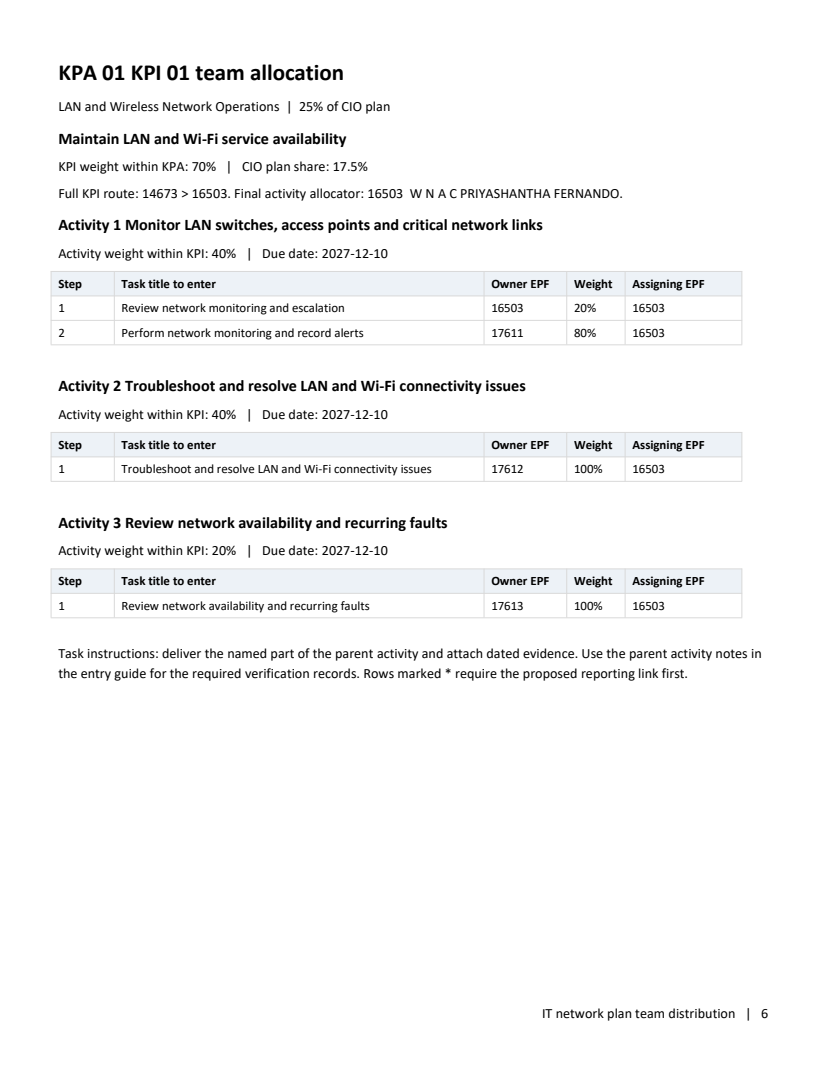 KPA 01 KPI 01 team allocation
LAN and Wireless Network Operations | 25% of CIO plan
Maintain LAN and Wi-Fi service availability
KPI weight within KPA: 70% | CIO plan share: 17.5%
Full KPI route: 14673 > 16503. Final activity allocator: 16503 W N A C PRIYASHANTHA FERNANDO.
Activity 1 Monitor LAN switches, access points and critical network links
Activity weight within KPI: 40% | Due date: 2027-12-10
Step Task title to enter Owner EPF Weight Assigning EPF
1 Review network monitoring and escalation 16503 20% 16503
2 Perform network monitoring and record alerts 17611 80% 16503
Activity 2 Troubleshoot and resolve LAN and Wi-Fi connectivity issues
Activity weight within KPI: 40% | Due date: 2027-12-10
Step Task title to enter Owner EPF Weight Assigning EPF
1 Troubleshoot and resolve LAN and Wi-Fi connectivity issues 17612 100% 16503
Activity 3 Review network availability and recurring faults
Activity weight within KPI: 20% | Due date: 2027-12-10
Step Task title to enter Owner EPF Weight Assigning EPF
1 Review network availability and recurring faults 17613 100% 16503
Task instructions: deliver the named part of the parent activity and attach dated evidence. Use the parent activity notes in
the entry guide for the required verification records. Rows marked * require the proposed reporting link first.
IT network plan team distribution | 6